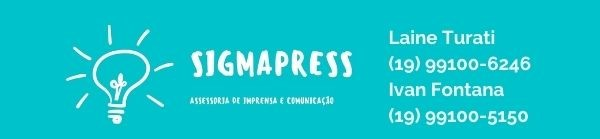 SIGMAPRESS
ASSESSORIA DE IMPRENSA E COMUNICAÇÃO
Laine Turati
(19) 99100-6246
Ivan Fontana
(19) 99100-5150